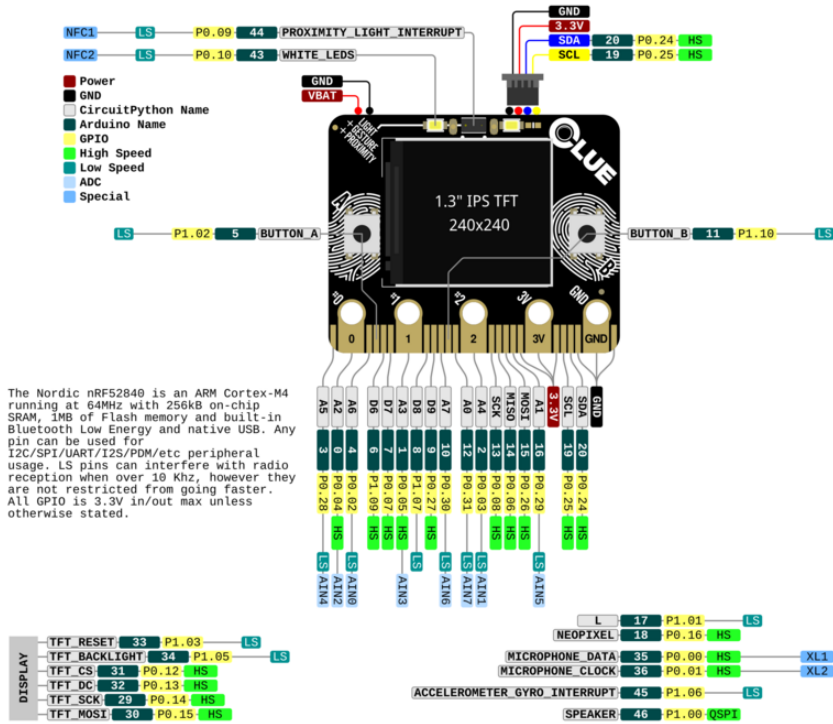 NFC1 LS P0.09 44 PROXIMITY_LIGHT_INTERRUPT
NFC2 LS P0.10 43 WHITE_LEDS
GND
3.3V
SDA 20 P0.24 HS
SCL 19 P0.25 HS
GND
VBAT
Power
GND
CircuitPython Name
Arduino Name
GPIO
High Speed
Low Speed
ADC
Special
+ LIGHT
+ GESTURE
+ PROXIMITY
CLUE
1.3" IPS TFT
240x240
A
B
LS P1.02 5 BUTTON_A
BUTTON_B 11 P1.10 LS
#0 #1 #2 3V GND
0 1 2 3V GND
The Nordic nRF52840 is an ARM Cortex-M4
running at 64MHz with 256kB on-chip
SRAM, 1MB of Flash memory and built-in
Bluetooth Low Energy and native USB. Any
pin can be used for
I2C/SPI/UART/I2S/PDM/etc peripheral
usage. LS pins can interfere with radio
reception when over 10 Khz, however they
are not restricted from going faster.
All GPIO is 3.3V in/out max unless
otherwise stated.
A5 3 P0.28 LS AIN4
A2 0 P0.04 HS AIN2
A6 4 P0.02 LS AIN0
D6 6 P1.09 HS
D7 7 P0.07 HS
A3 1 P0.05 HS AIN3
D8 8 P1.07 LS
D9 9 P0.27 HS
A7 10 P0.30 LS AIN6
A0 12 P0.31 LS AIN7
A4 2 P0.03 LS AIN1
SCK 13 P0.08 HS
MISO 14 P0.06 HS
MOSI 15 P0.26 HS
A1 16 P0.29 LS AIN5
3.3V
SCL 19 P0.25 HS
SDA 20 P0.24 HS
GND
DISPLAY
TFT_RESET 33 P1.03 LS
TFT_BACKLIGHT 34 P1.05 LS
TFT_CS 31 P0.12 HS
TFT_DC 32 P0.13 HS
TFT_SCK 29 P0.14 HS
TFT_MOSI 30 P0.15 HS
L 17 P1.01 LS
NEOPIXEL 18 P0.16 HS
MICROPHONE_DATA 35 P0.00 HS XL1
MICROPHONE_CLOCK 36 P0.01 HS XL2
ACCELEROMETER_GYRO_INTERRUPT 45 P1.06 LS
SPEAKER 46 P1.00 QSPI